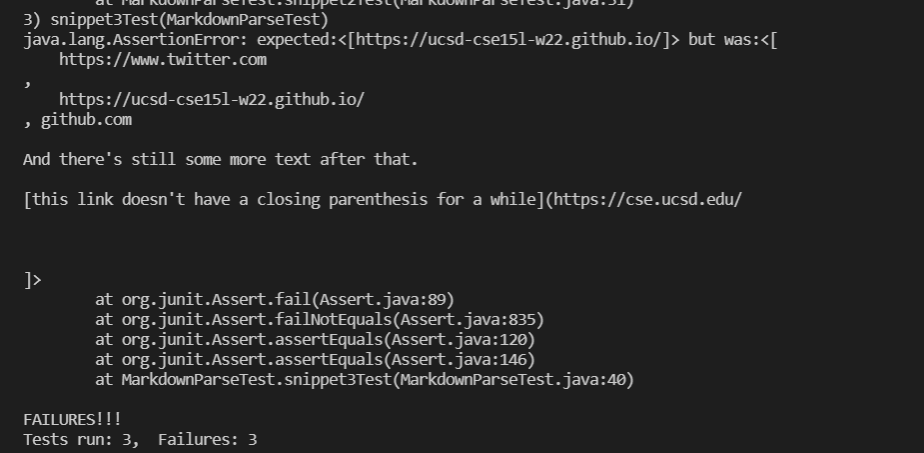 at MarkdownParseTest.snippet2Test(MarkdownParseTest.java:31)
3) snippet3Test(MarkdownParseTest)
java.lang.AssertionError: expected:<[https://ucsd-cse15l-w22.github.io/]> but was:<[
    https://www.twitter.com
,
    https://ucsd-cse15l-w22.github.io/
, github.com

And there's still some more text after that.

[this link doesn't have a closing parenthesis for a while](https://cse.ucsd.edu/



]>
        at org.junit.Assert.fail(Assert.java:89)
        at org.junit.Assert.failNotEquals(Assert.java:835)
        at org.junit.Assert.assertEquals(Assert.java:120)
        at org.junit.Assert.assertEquals(Assert.java:146)
        at MarkdownParseTest.snippet3Test(MarkdownParseTest.java:40)

FAILURES!!!
Tests run: 3,  Failures: 3